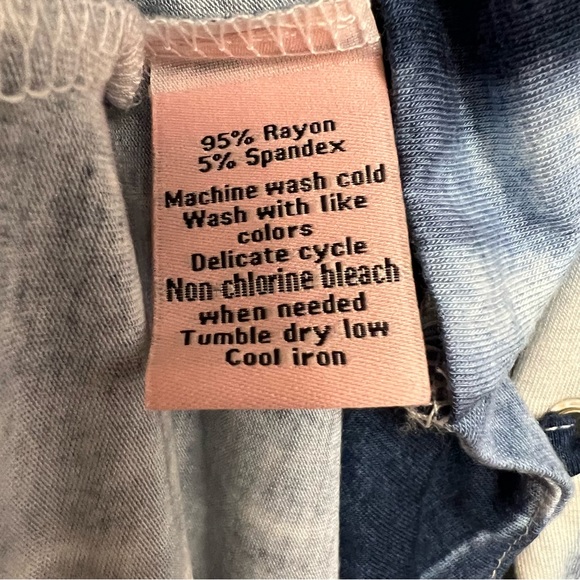 95% Rayon
5% Spandex
Machine wash cold
Wash with like
colors
Delicate cycle
Non-chlorine bleach
when needed
Tumble dry low
Cool iron